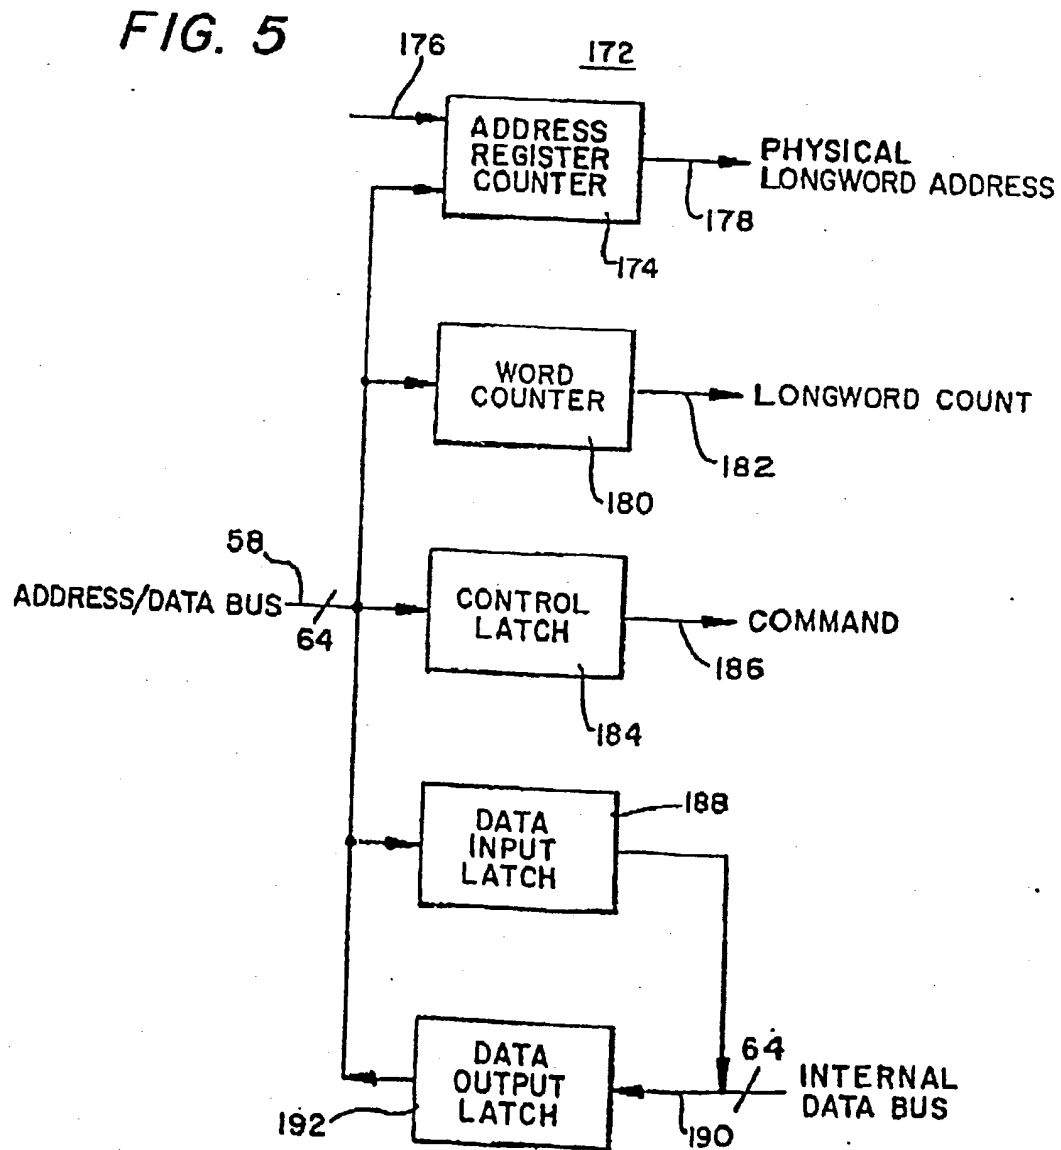 FIG. 5
176
172
ADDRESS
REGISTER
COUNTER
PHYSICAL
LONGWORD ADDRESS
178
174
WORD
COUNTER
LONGWORD COUNT
182
180
58
ADDRESS/DATA BUS
64
CONTROL
LATCH
COMMAND
186
184
DATA
INPUT
LATCH
188
DATA
OUTPUT
LATCH
192
64
INTERNAL
DATA BUS
190